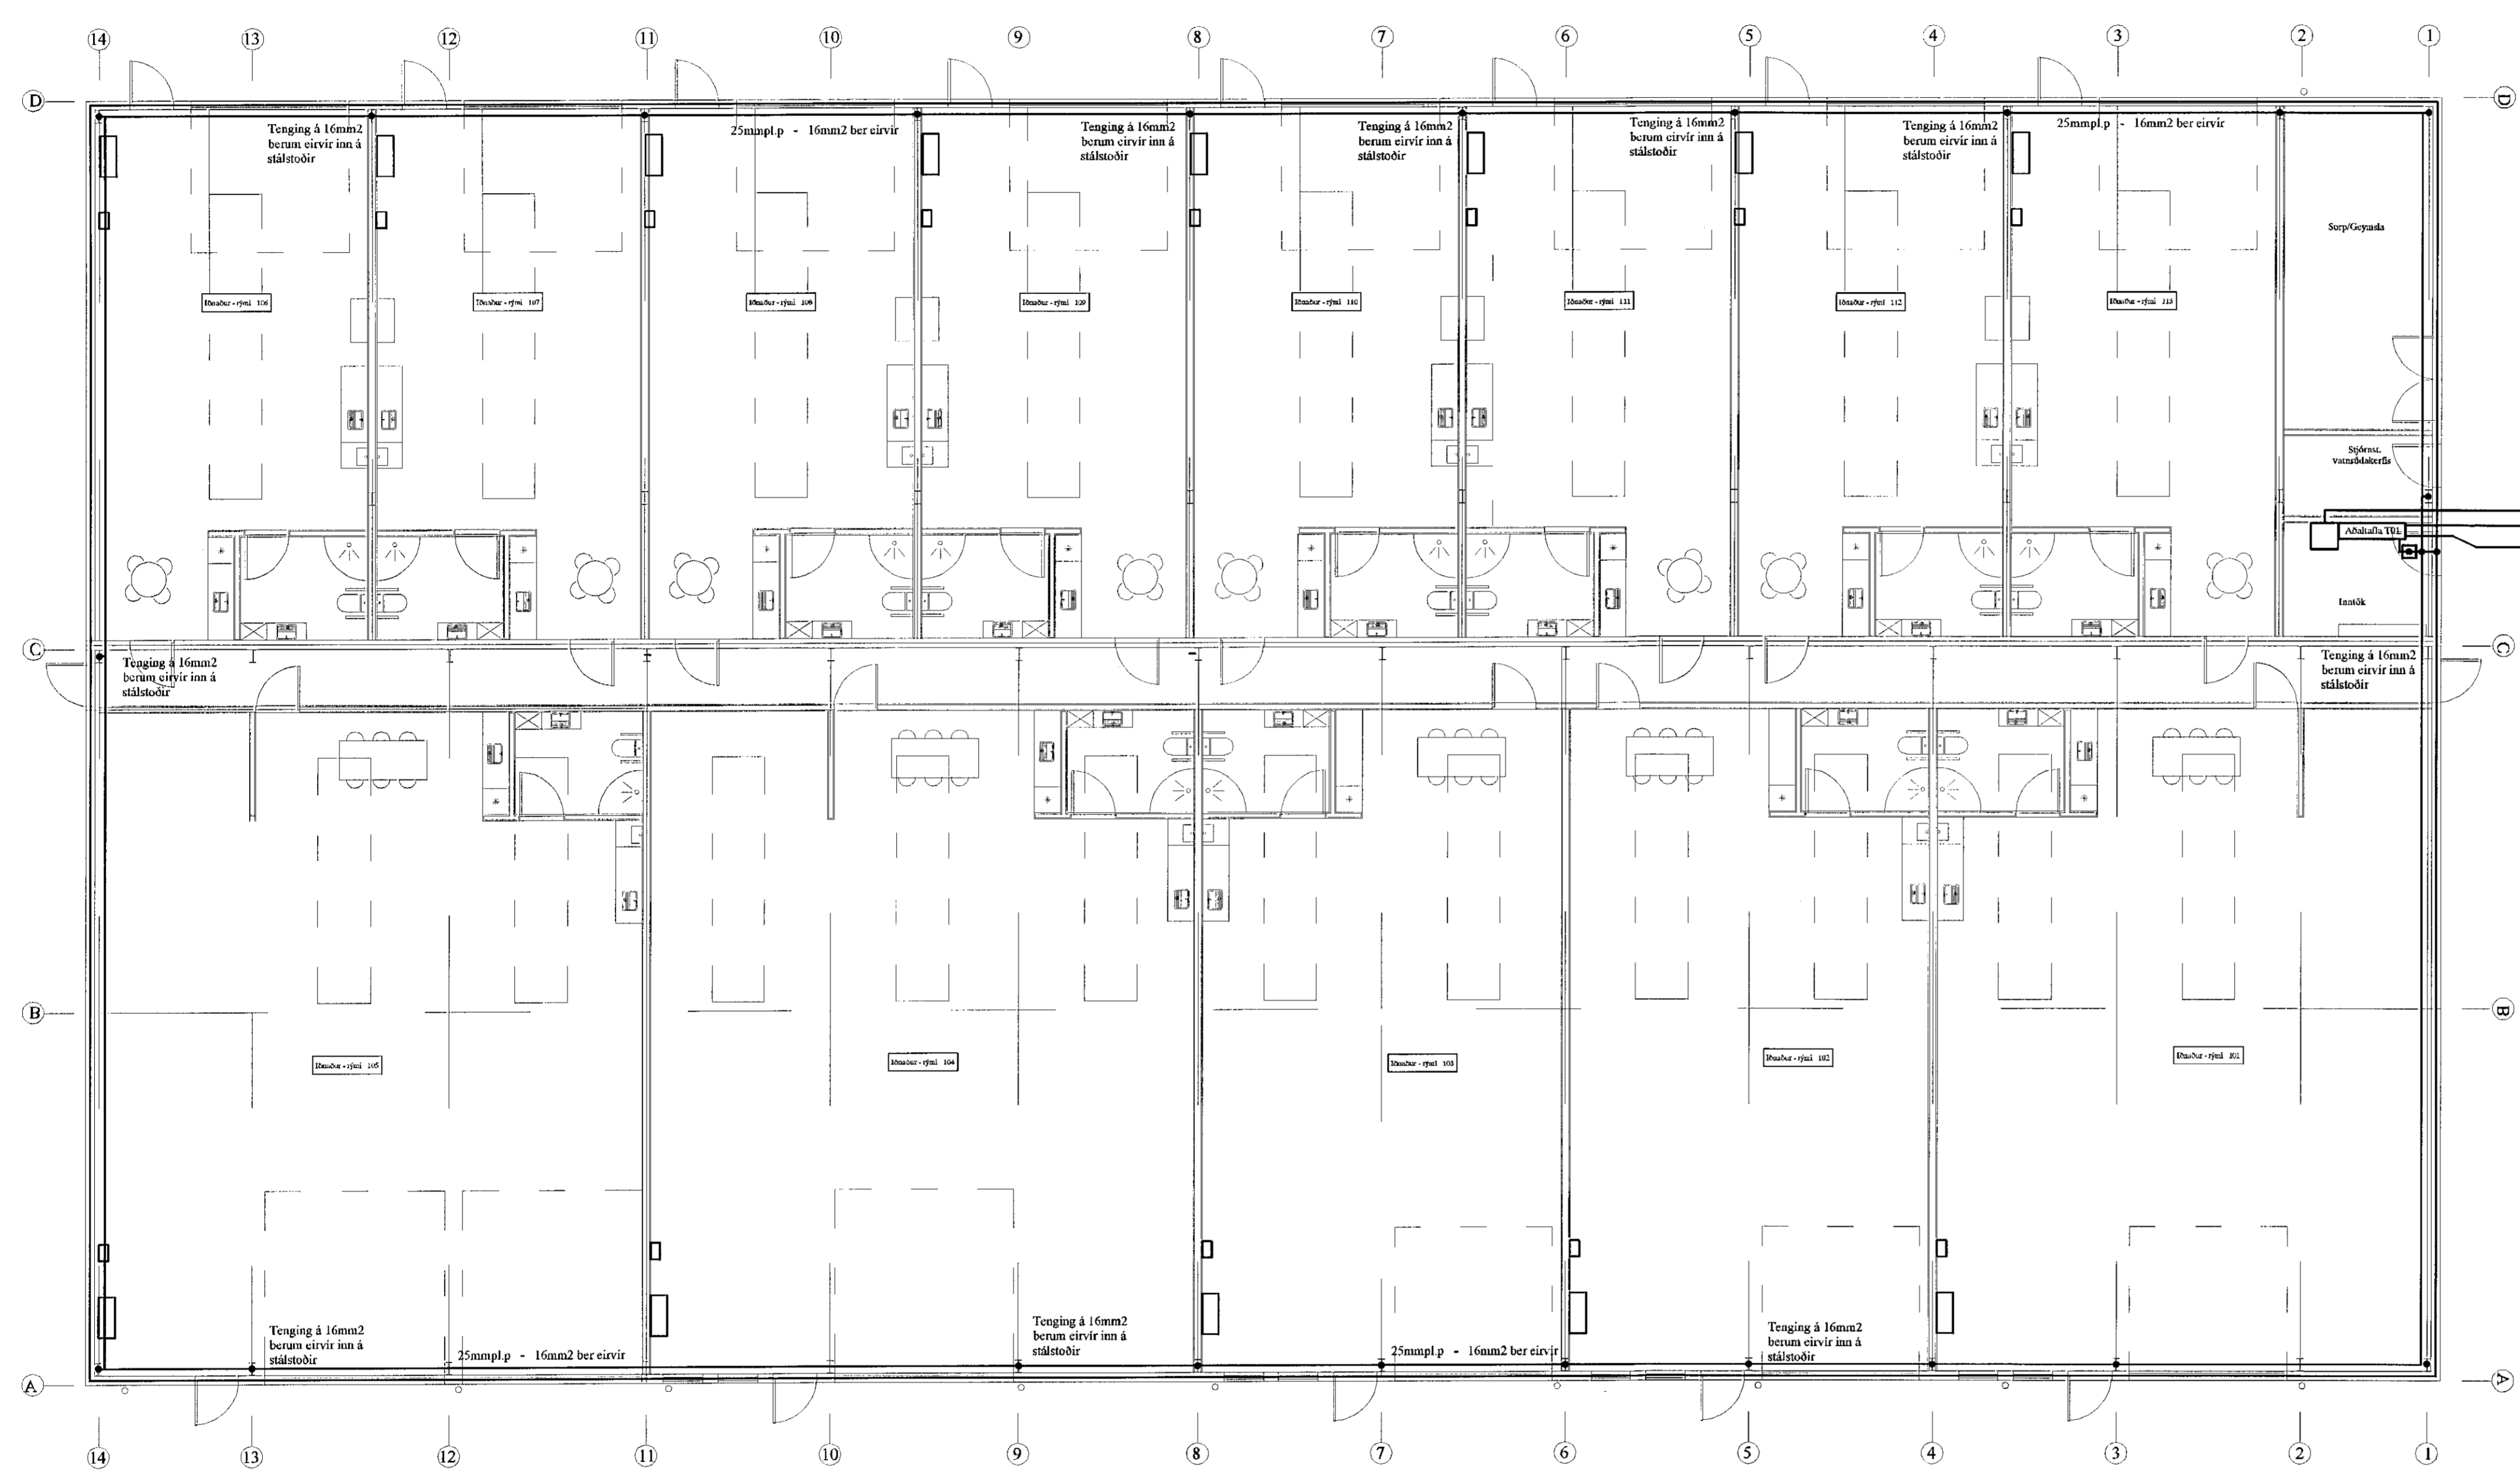 14 13 12 11 10 9 8 7 6 5 4 3 2 1
D D
Tenging á 16mm2
berum eirvír inn á
stálstoðir
25mmpl.p - 16mm2 ber eirvír
Tenging á 16mm2
berum eirvír inn á
stálstoðir
Tenging á 16mm2
berum eirvír inn á
stálstoðir
Tenging á 16mm2
berum eirvír inn á
stálstoðir
Tenging á 16mm2
berum eirvír inn á
stálstoðir
25mmpl.p - 16mm2 ber eirvír
Sorp/Geymsla
Iðnaður - rými 106
Iðnaður - rými 107
Iðnaður - rými 108
Iðnaður - rými 109
Iðnaður - rými 110
Iðnaður - rými 111
Iðnaður - rými 112
Iðnaður - rými 113
Stjórnst.
vatnsúðakerfis
Aðaltafla T01
Inntök
C C
Tenging á 16mm2
berum eirvír inn á
stálstoðir
Tenging á 16mm2
berum eirvír inn á
stálstoðir
B B
Iðnaður - rými 105
Iðnaður - rými 104
Iðnaður - rými 103
Iðnaður - rými 102
Iðnaður - rými 101
Tenging á 16mm2
berum eirvír inn á
stálstoðir
25mmpl.p - 16mm2 ber eirvír
Tenging á 16mm2
berum eirvír inn á
stálstoðir
25mmpl.p - 16mm2 ber eirvír
Tenging á 16mm2
berum eirvír inn á
stálstoðir
A A
14 13 12 11 10 9 8 7 6 5 4 3 2 1